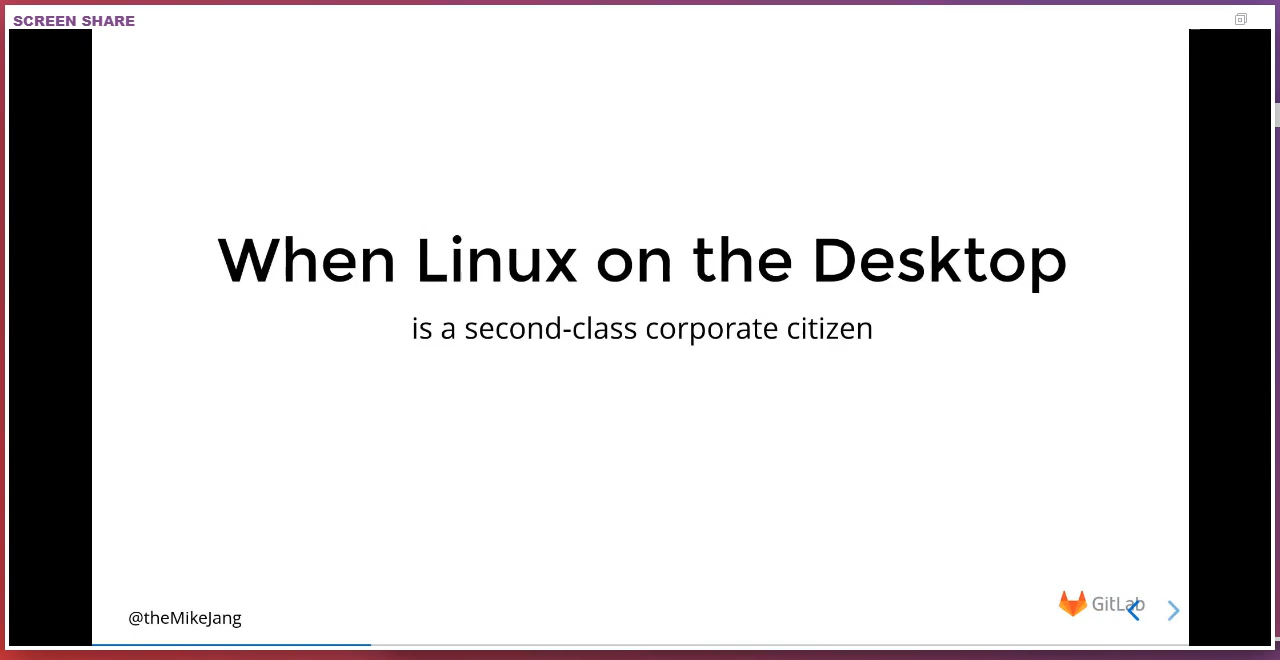 SCREEN SHARE
When Linux on the Desktop
is a second-class corporate citizen
@theMikeJang
GitLab